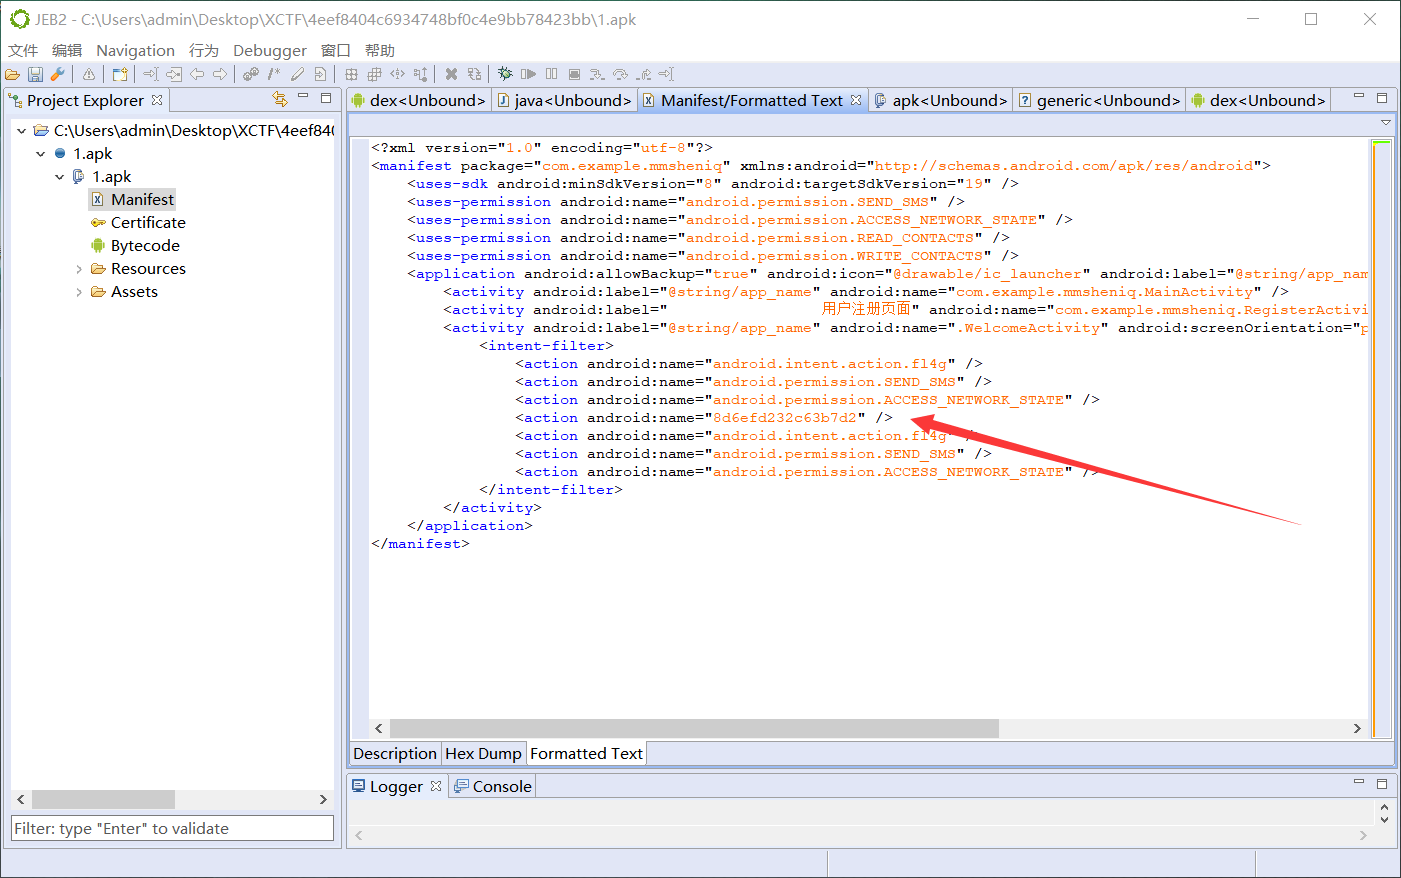 JEB2 - C:\Users\admin\Desktop\XCTF\4eef8404c6934748bf0c4e9bb78423bb\1.apk
文件 编辑 Navigation 行为 Debugger 窗口 帮助
Project Explorer
dex<Unbound> java<Unbound> Manifest/Formatted Text apk<Unbound> generic<Unbound> dex<Unbound>
C:\Users\admin\Desktop\XCTF\4eef840
1.apk
1.apk
Manifest
Certificate
Bytecode
Resources
Assets
<?xml version="1.0" encoding="utf-8"?>
<manifest package="com.example.mmsheniq" xmlns:android="http://schemas.android.com/apk/res/android">
<uses-sdk android:minSdkVersion="8" android:targetSdkVersion="19" />
<uses-permission android:name="android.permission.SEND_SMS" />
<uses-permission android:name="android.permission.ACCESS_NETWORK_STATE" />
<uses-permission android:name="android.permission.READ_CONTACTS" />
<uses-permission android:name="android.permission.WRITE_CONTACTS" />
<application android:allowBackup="true" android:icon="@drawable/ic_launcher" android:label="@string/app_nam
<activity android:label="@string/app_name" android:name="com.example.mmsheniq.MainActivity" />
<activity android:label=" 用户注册页面" android:name="com.example.mmsheniq.RegisterActivi
<activity android:label="@string/app_name" android:name=".WelcomeActivity" android:screenOrientation="p
<intent-filter>
<action android:name="android.intent.action.fl4g" />
<action android:name="android.permission.SEND_SMS" />
<action android:name="android.permission.ACCESS_NETWORK_STATE" />
<action android:name="8d6efd232c63b7d2" />
<action android:name="android.intent.action.fl4g" />
<action android:name="android.permission.SEND_SMS" />
<action android:name="android.permission.ACCESS_NETWORK_STATE" />
</intent-filter>
</activity>
</application>
</manifest>
Description Hex Dump Formatted Text
Logger Console
Filter: type "Enter" to validate